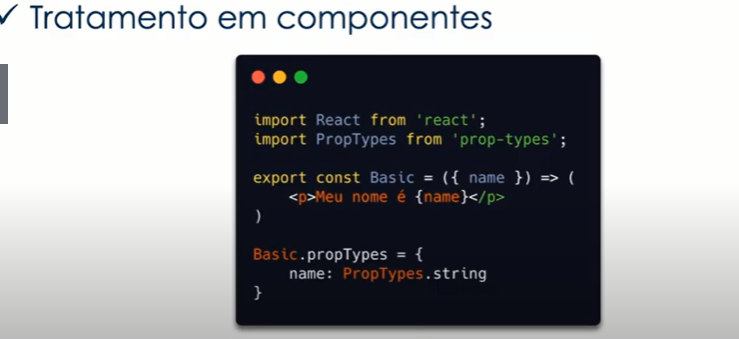 ✓ Tratamento em componentes
import React from 'react';
import PropTypes from 'prop-types';
export const Basic = ({ name }) => (
<p>Meu nome é {name}</p>
)
Basic.propTypes = {
name: PropTypes.string
}